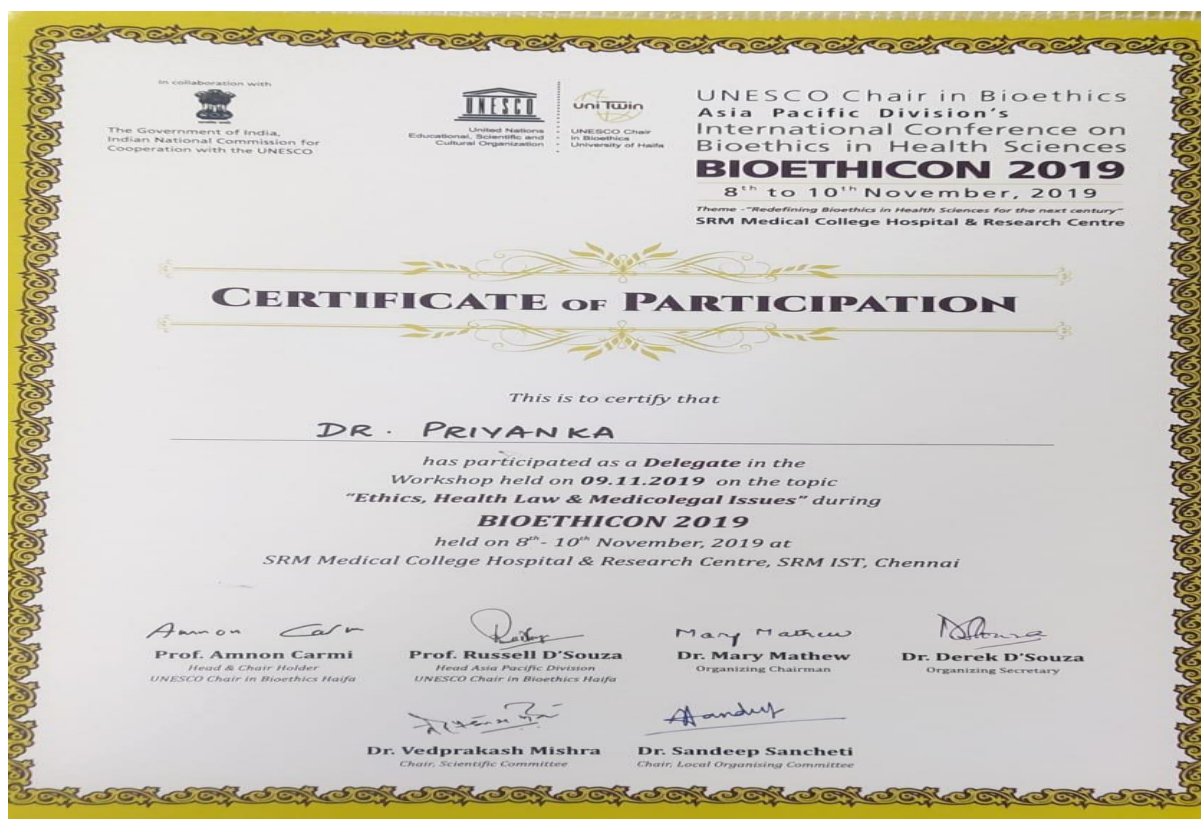 In collaboration with
The Government of India,
Indian National Commission for
Cooperation with the UNESCO
UNESCO
United Nations
Educational, Scientific and
Cultural Organization
uniTwin
UNESCO Chair
in Bioethics
University of Haifa
UNESCO Chair in Bioethics
Asia Pacific Division's
International Conference on
Bioethics in Health Sciences
BIOETHICON 2019
8th to 10th November, 2019
Theme - "Redefining Bioethics in Health Sciences for the next century"
SRM Medical College Hospital & Research Centre
CERTIFICATE OF PARTICIPATION
This is to certify that
DR. PRIYANKA
has participated as a Delegate in the
Workshop held on 09.11.2019 on the topic
"Ethics, Health Law & Medicolegal Issues" during
BIOETHICON 2019
held on 8th - 10th November, 2019 at
SRM Medical College Hospital & Research Centre, SRM IST, Chennai
Mary Mathew
Prof. Amnon Carmi
Head & Chair Holder
UNESCO Chair in Bioethics Haifa
Prof. Russell D'Souza
Head Asia Pacific Division
UNESCO Chair in Bioethics Haifa
Dr. Mary Mathew
Organizing Chairman
Dr. Derek D'Souza
Organizing Secretary
Dr. Vedprakash Mishra
Chair, Scientific Committee
Dr. Sandeep Sancheti
Chair, Local Organising Committee